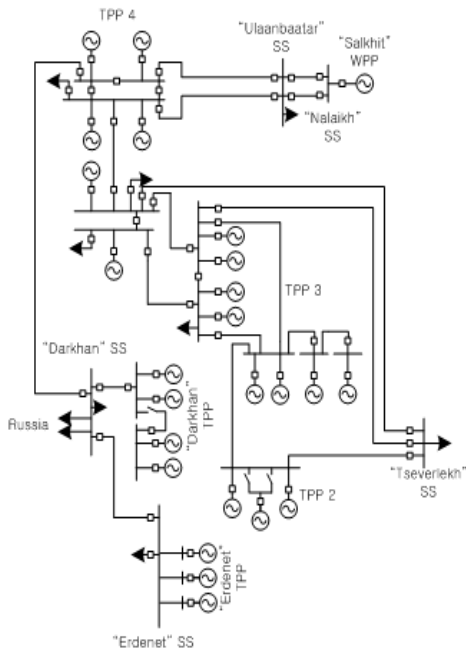 TPP 4
"Ulaanbaatar"
SS
"Salkhit"
WPP
"Nalaikh"
SS
TPP 3
"Darkhan" SS
Russia
"Darkhan"
TPP
"Tseverlekh"
SS
TPP 2
"Erdenet"
TPP
"Erdenet" SS